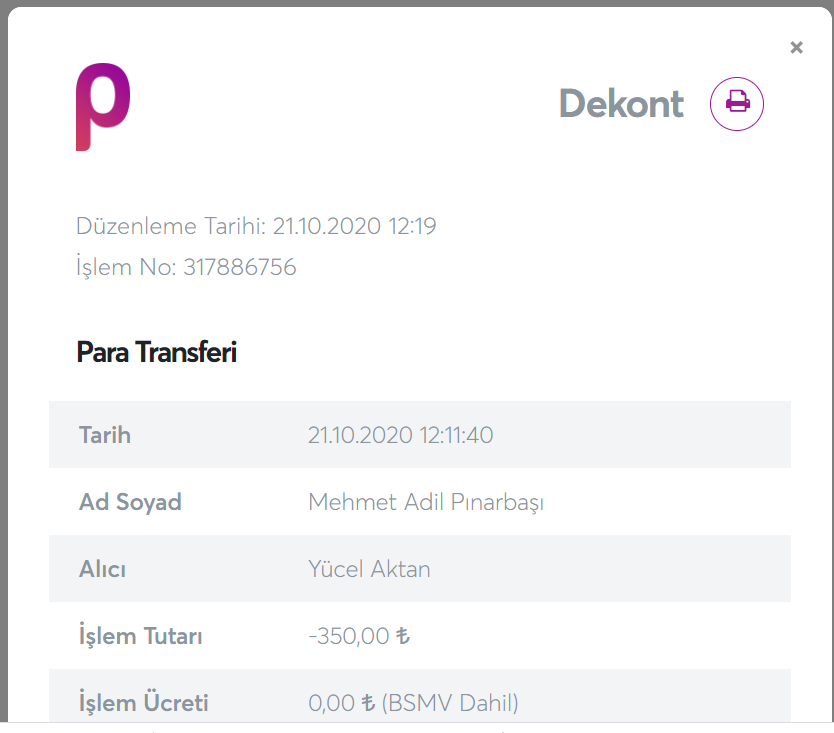 ×
p
Dekont
Düzenleme Tarihi: 21.10.2020 12:19
İşlem No: 317886756
Para Transferi
Tarih 21.10.2020 12:11:40
Ad Soyad Mehmet Adil Pınarbaşı
Alıcı Yücel Aktan
İşlem Tutarı -350,00 ₺
İşlem Ücreti 0,00 ₺ (BSMV Dahil)